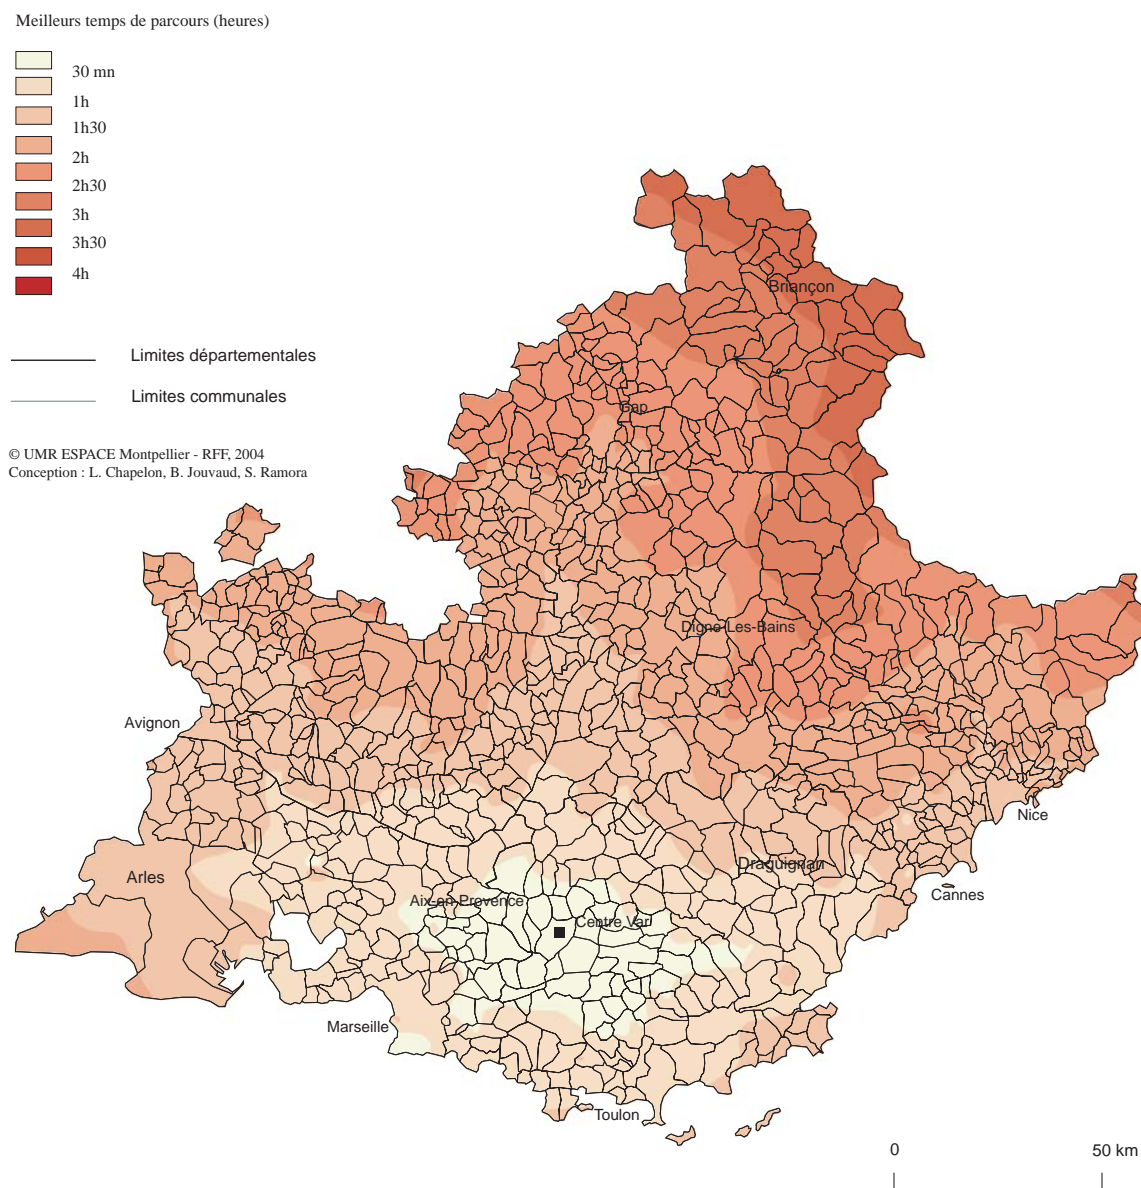 Meilleurs temps de parcours (heures)
30 mn
1h
1h30
2h
2h30
3h
3h30
4h
Limites départementales
Limites communales
© UMR ESPACE Montpellier - RFF, 2004
Conception : L. Chapelon, B. Jouvaud, S. Ramora
Briançon
Gap
Digne-Les-Bains
Avignon
Nice
Draguignan
Arles
Cannes
Aix-en-Provence
Centre Var
Marseille
Toulon
0 50 km